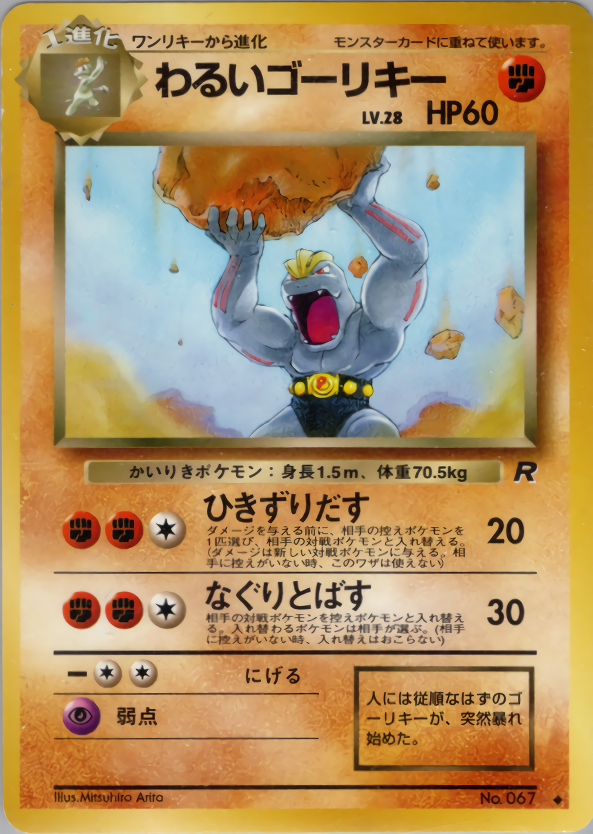 1進化
ワンリキーから進化
モンスターカードに重ねて使います。
わるいゴーリキー
LV.28 HP60
かいりきポケモン：身長1.5m、体重70.5kg
R
ひきずりだす
20
ダメージを与える前に、相手の控えポケモンを
1匹選び、相手の対戦ポケモンと入れ替える。
(ダメージは新しい対戦ポケモンに与える。相
手に控えがいない時、このワザは使えない)
なぐりとばす
30
相手の対戦ポケモンを控えポケモンと入れ替え
る。入れ替わるポケモンは相手が選ぶ。(相手
に控えがいない時、入れ替えはおこらない)
にげる
弱点
人には従順なはずのゴ
ーリキーが、突然暴れ
始めた。
Illus.Mitsuhiro Arita
No.067